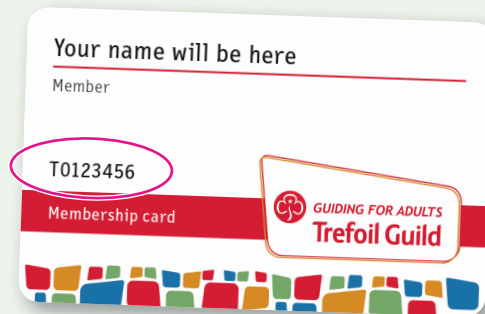 Your name will be here
Member
T0123456
Membership card
GUIDING FOR ADULTS
Trefoil Guild